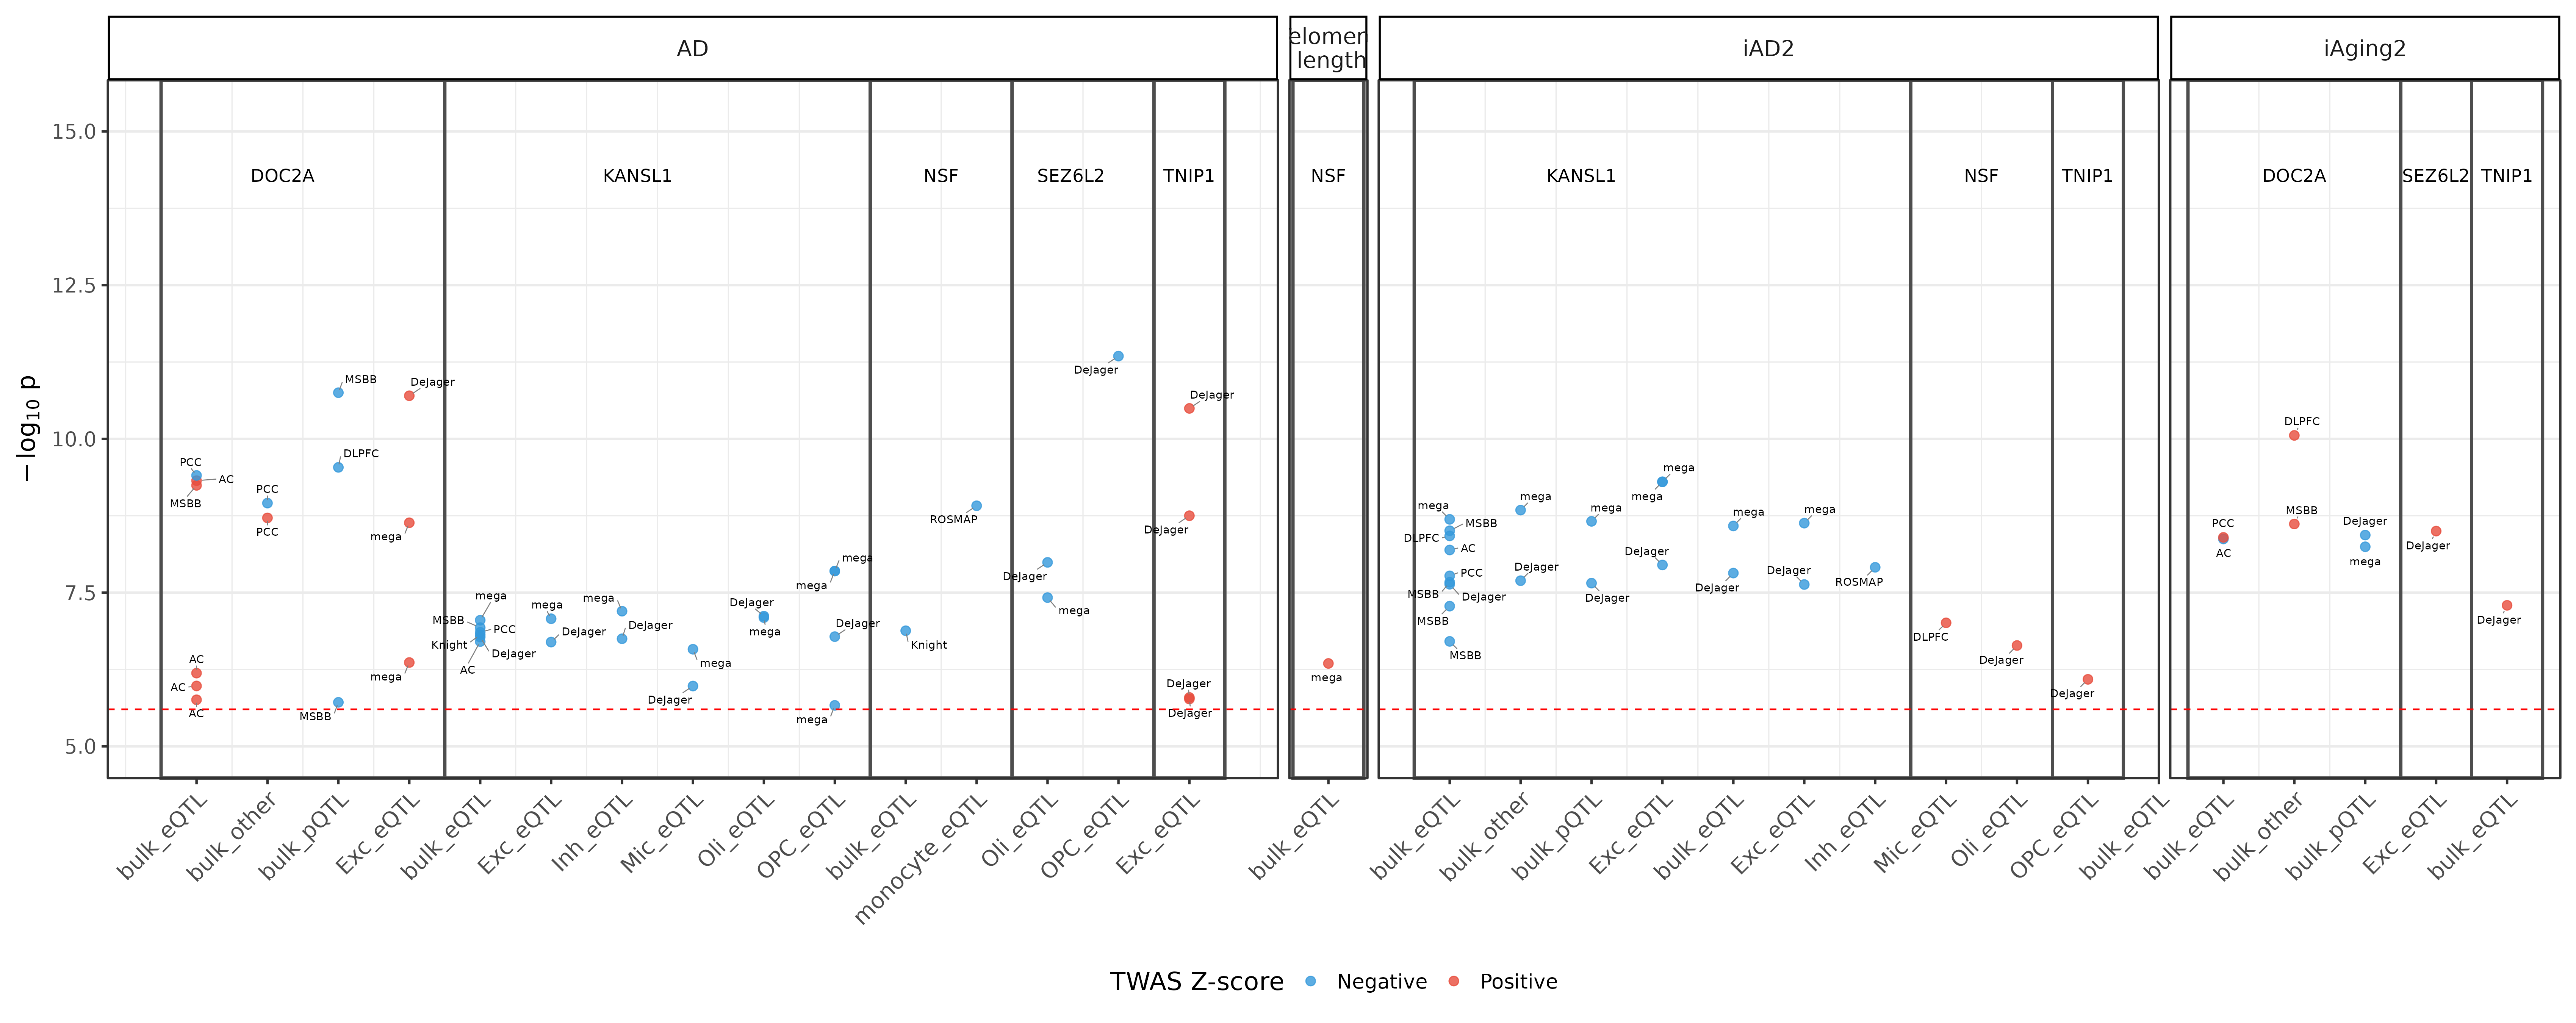 AD
elomer
length
iAD2
iAging2
15.0
12.5
10.0
7.5
5.0
− log10 p
DOC2A
KANSL1
NSF
SEZ6L2
TNIP1
NSF
KANSL1
NSF
TNIP1
DOC2A
SEZ6L2
TNIP1
PCC
AC
MSBB
AC
AC
AC
PCC
PCC
MSBB
DLPFC
MSBB
DeJager
mega
mega
mega
MSBB
PCC
Knight
DeJager
AC
mega
DeJager
mega
DeJager
mega
DeJager
DeJager
mega
mega
mega
DeJager
mega
Knight
ROSMAP
DeJager
mega
DeJager
DeJager
DeJager
DeJager
DeJager
mega
mega
MSBB
DLPFC
AC
PCC
MSBB
DeJager
MSBB
MSBB
mega
DeJager
mega
DeJager
mega
mega
DeJager
mega
DeJager
mega
DeJager
ROSMAP
DLPFC
DeJager
DeJager
PCC
AC
DLPFC
MSBB
DeJager
mega
DeJager
DeJager
bulk_eQTL
bulk_other
bulk_pQTL
Exc_eQTL
bulk_eQTL
Exc_eQTL
Inh_eQTL
Mic_eQTL
Oli_eQTL
OPC_eQTL
bulk_eQTL
monocyte_eQTL
Oli_eQTL
OPC_eQTL
Exc_eQTL
bulk_eQTL
bulk_eQTL
bulk_other
bulk_pQTL
Exc_eQTL
bulk_eQTL
Exc_eQTL
Inh_eQTL
Mic_eQTL
Oli_eQTL
OPC_eQTL
bulk_eQTL
bulk_eQTL
bulk_other
bulk_pQTL
Exc_eQTL
bulk_eQTL
TWAS Z-score
Negative
Positive